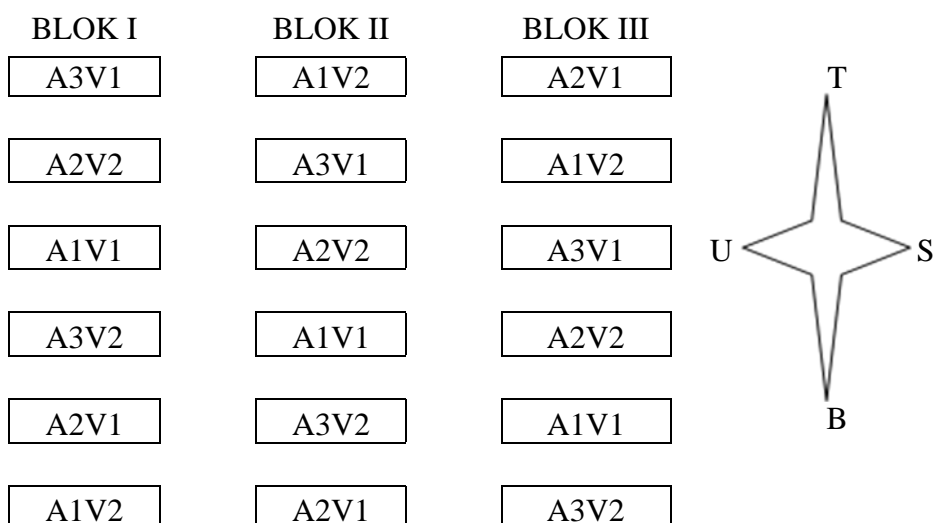 BLOK I BLOK II BLOK III
A3V1 A1V2 A2V1
T
A2V2 A3V1 A1V2
A1V1 A2V2 A3V1
U S
A3V2 A1V1 A2V2
A2V1 A3V2 A1V1
B
A1V2 A2V1 A3V2